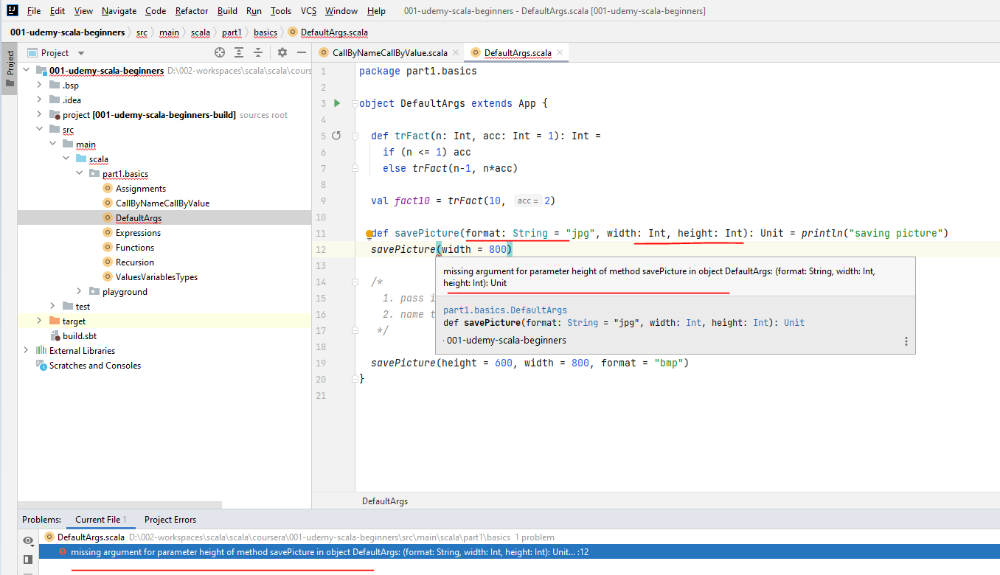 File Edit View Navigate Code Refactor Build Run Tools VCS Window Help 001-udemy-scala-beginners - DefaultArgs.scala [001-udemy-scala-beginners]
001-udemy-scala-beginners src main scala part1 basics DefaultArgs.scala
Project
Project
CallByNameCallByValue.scala
DefaultArgs.scala
001-udemy-scala-beginners D:\002-workspaces\scala\scala\cours
.bsp
.idea
project [001-udemy-scala-beginners-build] sources root
src
main
scala
part1.basics
Assignments
CallByNameCallByValue
DefaultArgs
Expressions
Functions
Recursion
ValuesVariablesTypes
playground
test
target
build.sbt
External Libraries
Scratches and Consoles
1 package part1.basics
2
3 object DefaultArgs extends App {
4
5 def trFact(n: Int, acc: Int = 1): Int =
6 if (n <= 1) acc
7 else trFact(n-1, n*acc)
8
9 val fact10 = trFact(10, acc = 2)
10
11 def savePicture(format: String = "jpg", width: Int, height: Int): Unit = println("saving picture")
12 savePicture(width = 800)
13
14 /*
15 1. pass i
16 2. name t
17 */
18
19 savePicture(height = 600, width = 800, format = "bmp")
20 }
21
missing argument for parameter height of method savePicture in object DefaultArgs: (format: String, width: Int,
height: Int): Unit
part1.basics.DefaultArgs
def savePicture(format: String = "jpg", width: Int, height: Int): Unit
001-udemy-scala-beginners
DefaultArgs
Problems: Current File 1 Project Errors
DefaultArgs.scala D:\002-workspaces\scala\scala\coursera\001-udemy-scala-beginners\src\main\scala\part1\basics 1 problem
missing argument for parameter height of method savePicture in object DefaultArgs: (format: String, width: Int, height: Int): Unit... :12